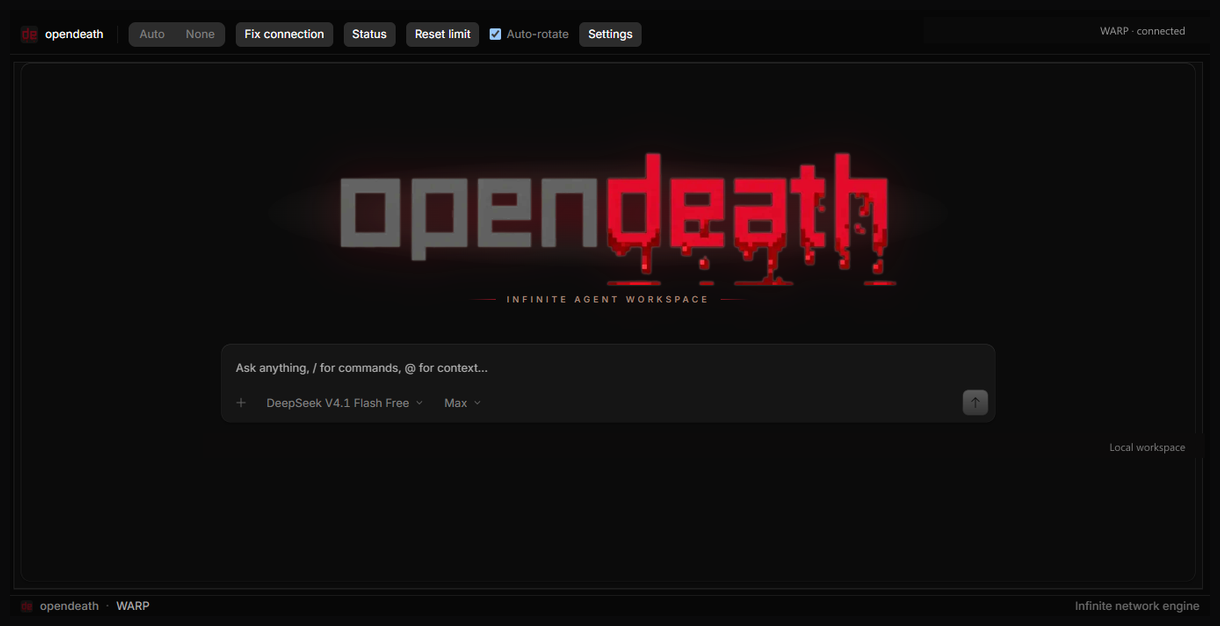 de opendeath Auto None Fix connection Status Reset limit Auto-rotate Settings WARP · connected
opendeath
INFINITE AGENT WORKSPACE
Ask anything, / for commands, @ for context...
+ DeepSeek V4.1 Flash Free Max
Local workspace
de opendeath · WARP Infinite network engine